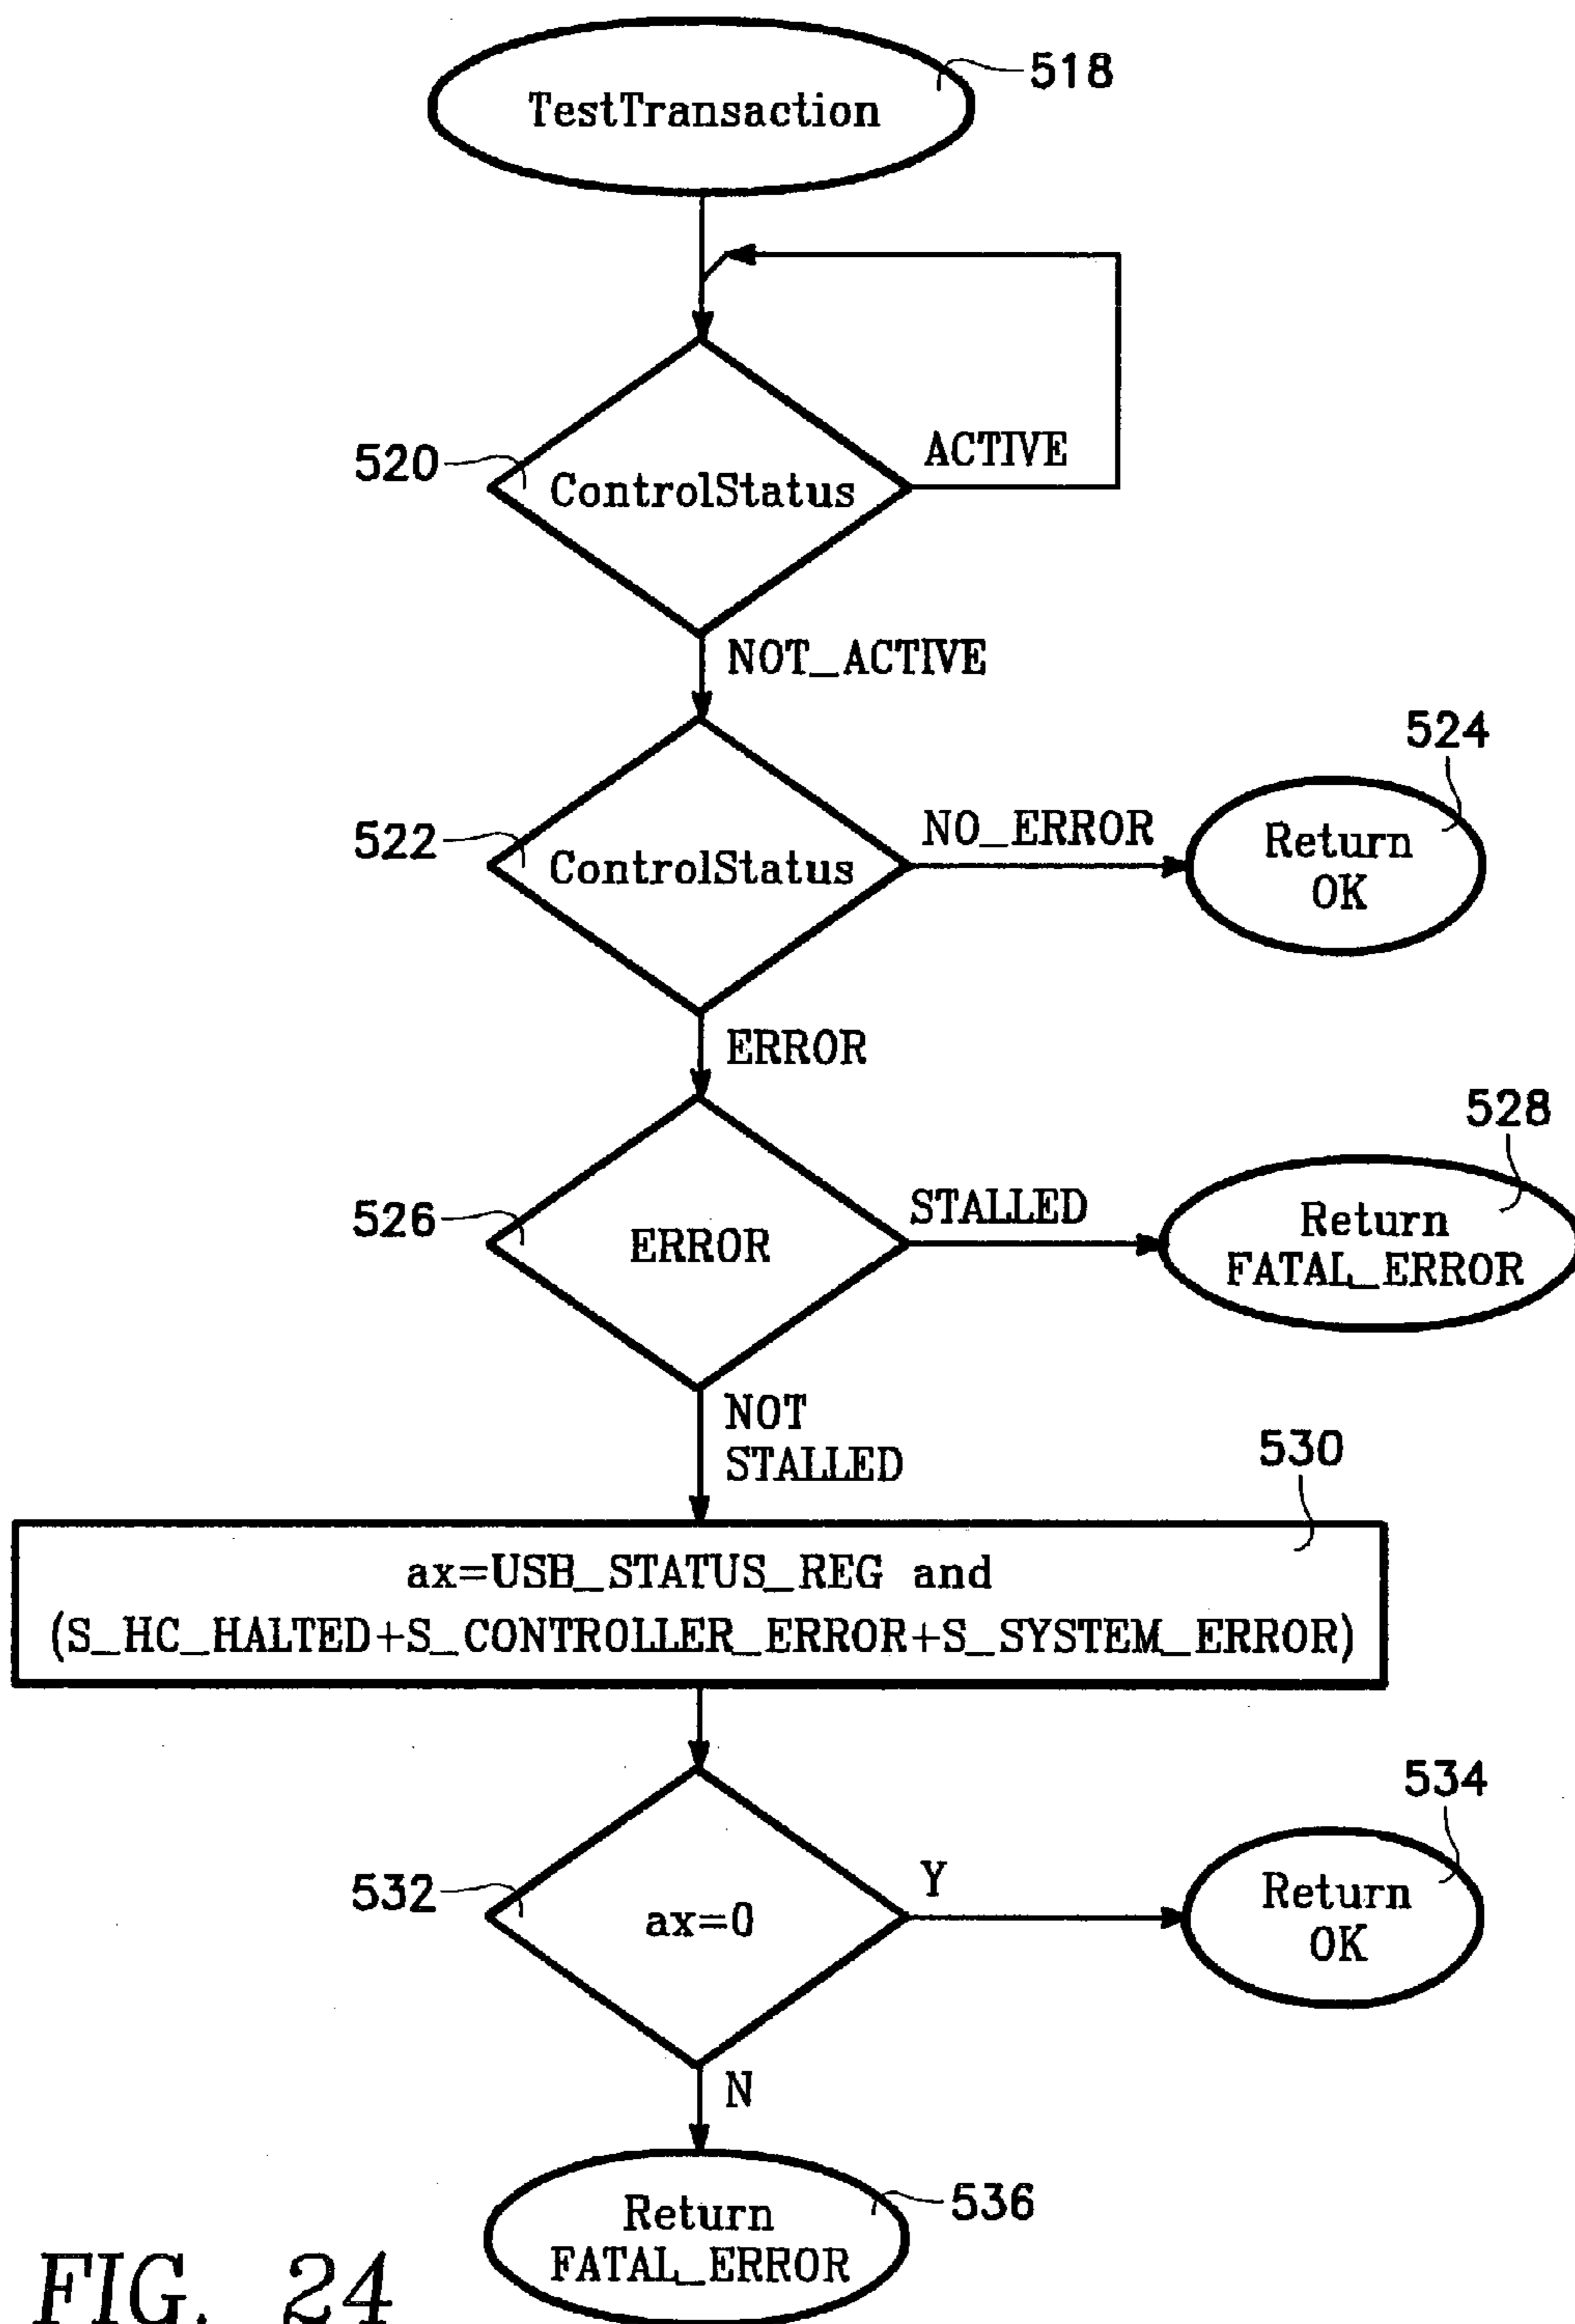 518
TestTransaction
ACTIVE
520
ControlStatus
NOT_ACTIVE
524
522
ControlStatus
NO_ERROR
Return
OK
ERROR
528
526
ERROR
STALLED
Return
FATAL_ERROR
NOT
STALLED
530
ax=USB_STATUS_REG and
(S_HC_HALTED+S_CONTROLLER_ERROR+S_SYSTEM_ERROR)
534
532
ax=0
Y
Return
OK
N
536
Return
FATAL_ERROR
FIG. 24